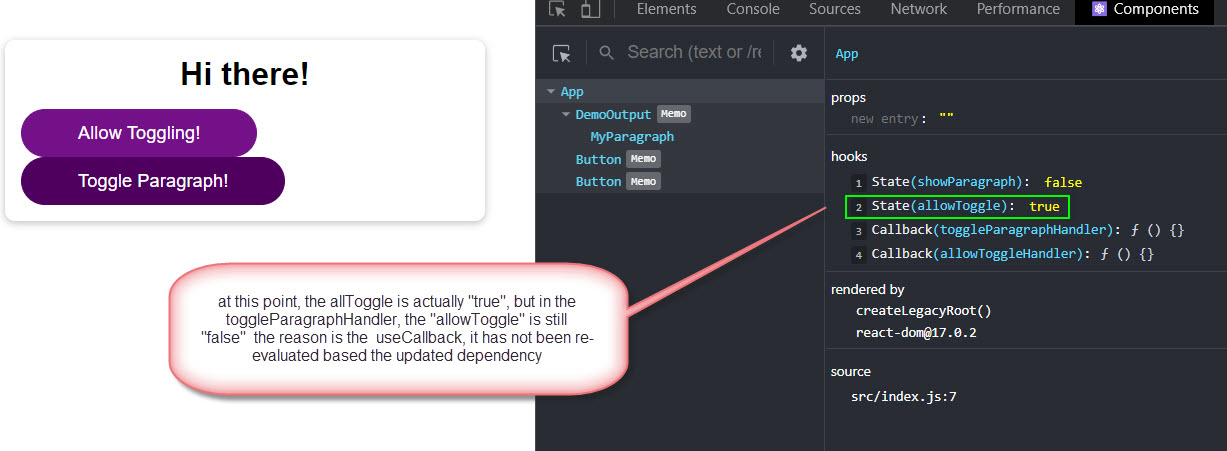 Elements Console Sources Network Performance Components
Search (text or /re
App
Hi there!
Allow Toggling!
Toggle Paragraph!
App
DemoOutput Memo
MyParagraph
Button Memo
Button Memo
props
new entry: ""
hooks
1 State(showParagraph): false
2 State(allowToggle): true
3 Callback(toggleParagraphHandler): ƒ () {}
4 Callback(allowToggleHandler): ƒ () {}
rendered by
createLegacyRoot()
react-dom@17.0.2
source
src/index.js:7
at this point, the allToggle is actually "true", but in the
toggleParagraphHandler, the "allowToggle" is still
"false" the reason is the useCallback, it has not been re-
evaluated based the updated dependency